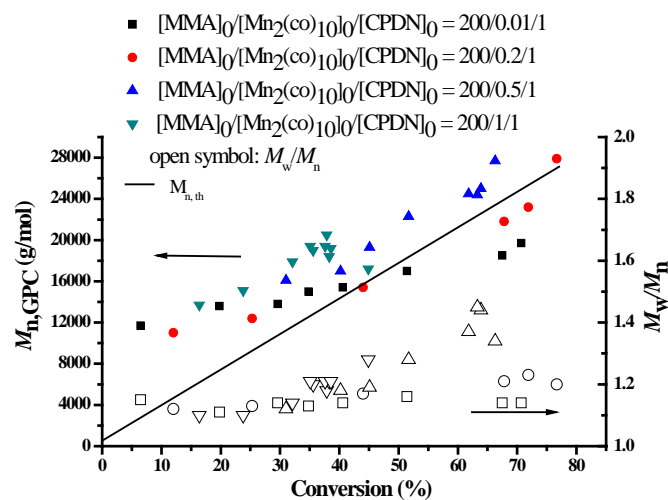 [MMA]0/[Mn2(co)10]0/[CPDN]0 = 200/0.01/1
[MMA]0/[Mn2(co)10]0/[CPDN]0 = 200/0.2/1
[MMA]0/[Mn2(co)10]0/[CPDN]0 = 200/0.5/1
[MMA]0/[Mn2(co)10]0/[CPDN]0 = 200/1/1
open symbol: Mw/Mn
Mn,th
Mn,GPC (g/mol)
28000
24000
20000
16000
12000
8000
4000
0
2.0
1.8
1.6
1.4
1.2
1.0
Mw/Mn
0 10 20 30 40 50 60 70 80
Conversion (%)